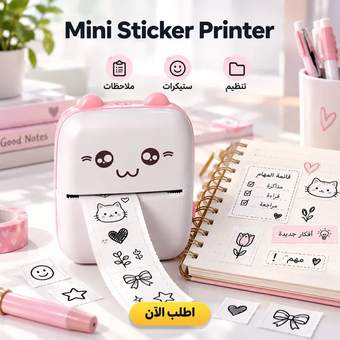 Mini Sticker Printer
تنظيم
ستيكرات
ملاحظات
Good Notes
قائمة المهام
مذاكرة
قراءة
مراجعة
أفكار جديدة
مهم !
اطلب الآن